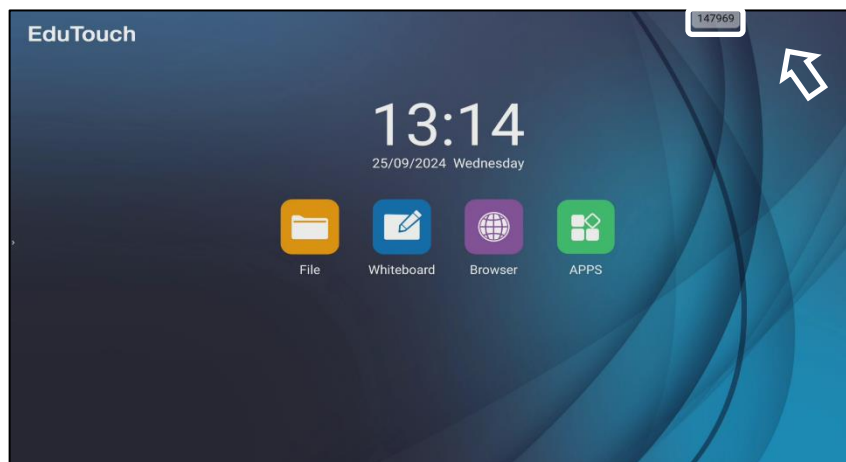 EduTouch
147969
13:14
25/09/2024 Wednesday
File
Whiteboard
Browser
APPS